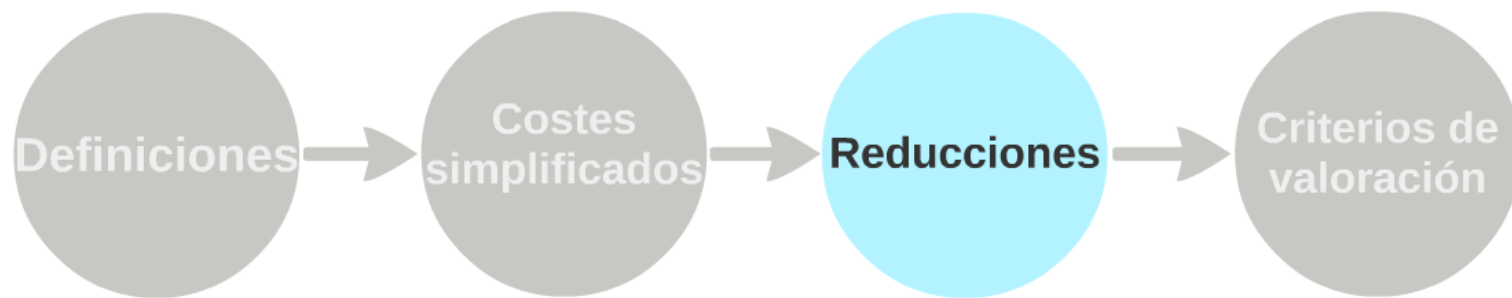 Definiciones
Costes
simplificados
Reducciones
Criterios de
valoración